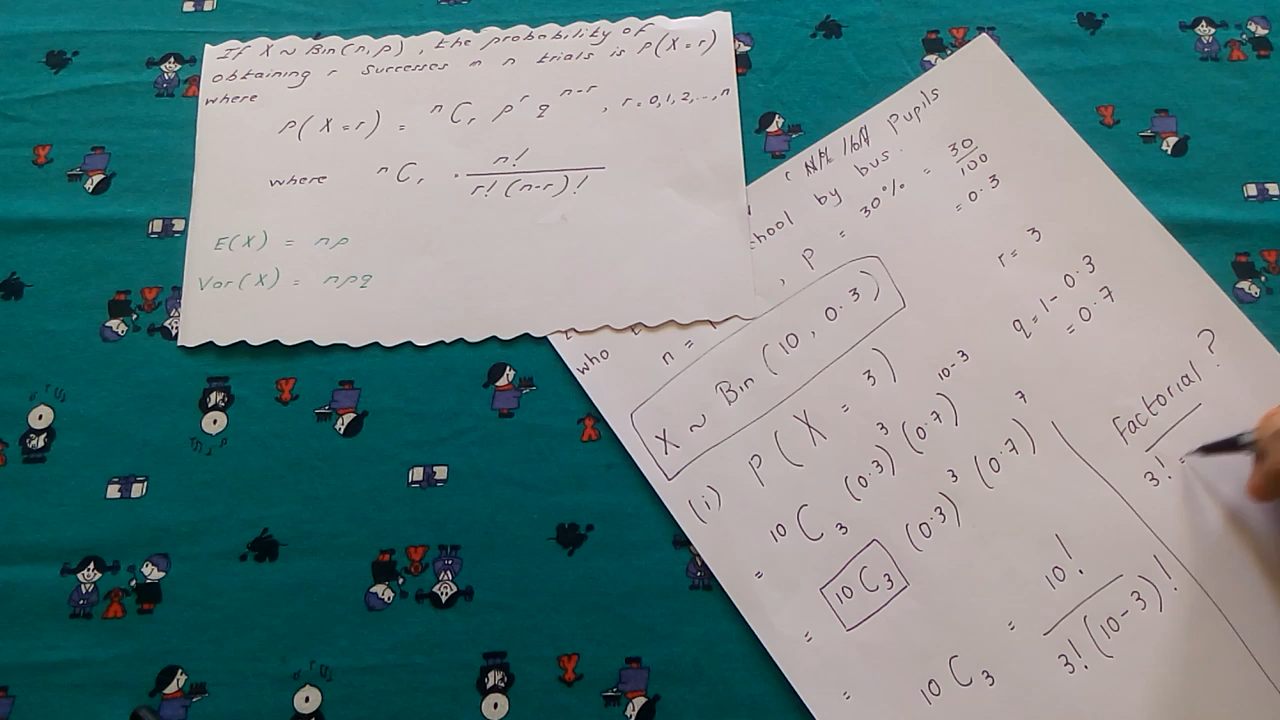 If X ~ Bin(n, p), the probability of
obtaining r successes in n trials is P(X=r)
where
P(X=r) = nCr p^r q^n-r, r=0,1,2,...,n
where nCr = n! / r!(n-r)!
E(X) = np
Var(X) = npq
Pupils
chool by bus.
, P = 30% = 30/100
= 0.3
who
n =
X ~ Bin (10, 0.3)
r = 3
q = 1 - 0.3
= 0.7
(i) P(X = 3)
= 10C3 (0.3)^3 (0.7)^10-3
= 10C3 (0.3)^3 (0.7)^7
= 10C3 = 10! / 3!(10-3)!
Factorial?
3! =